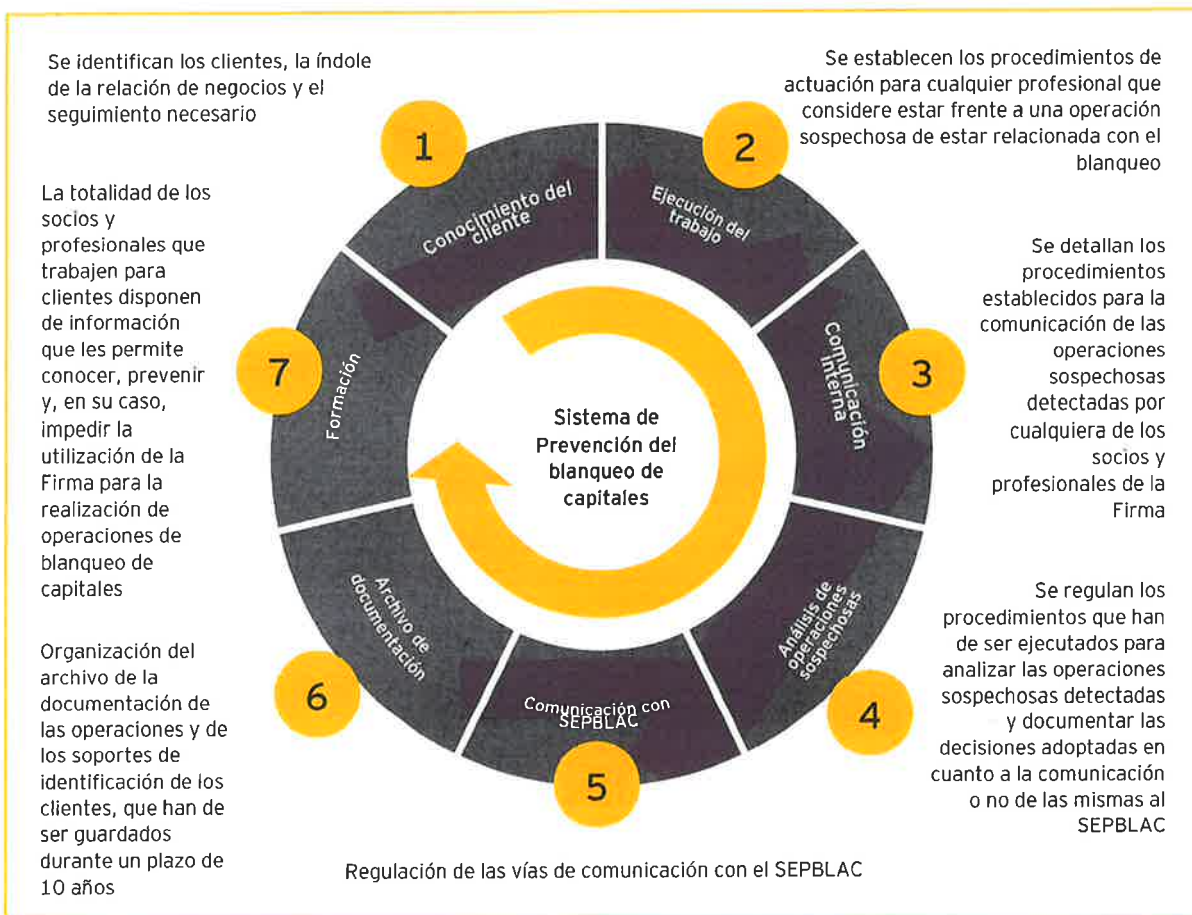 Se identifican los clientes, la índole
de la relación de negocios y el
seguimiento necesario
1
Conocimiento del
cliente
Se establecen los procedimientos de
actuación para cualquier profesional que
considere estar frente a una operación
sospechosa de estar relacionada con el
blanqueo
2
Ejecución del
trabajo
Se detallan los
procedimientos
establecidos para la
comunicación de las
operaciones
sospechosas
detectadas por
cualquiera de los
socios y
profesionales de la
Firma
3
Comunicación
interna
Se regulan los
procedimientos que han
de ser ejecutados para
analizar las operaciones
sospechosas detectadas
y documentar las
decisiones adoptadas en
cuanto a la comunicación
o no de las mismas al
SEPBLAC
4
Análisis de
operaciones
sospechosas
Comunicación con
SEPBLAC
5
Regulación de las vías de comunicación con el SEPBLAC
Archivo de
documentación
6
Organización del
archivo de la
documentación de
las operaciones y de
los soportes de
identificación de los
clientes, que han de
ser guardados
durante un plazo de
10 años
Formación
7
La totalidad de los
socios y
profesionales que
trabajen para
clientes disponen
de información
que les permite
conocer, prevenir
y, en su caso,
impedir la
utilización de la
Firma para la
realización de
operaciones de
blanqueo de
capitales
Sistema de
Prevención del
blanqueo de
capitales